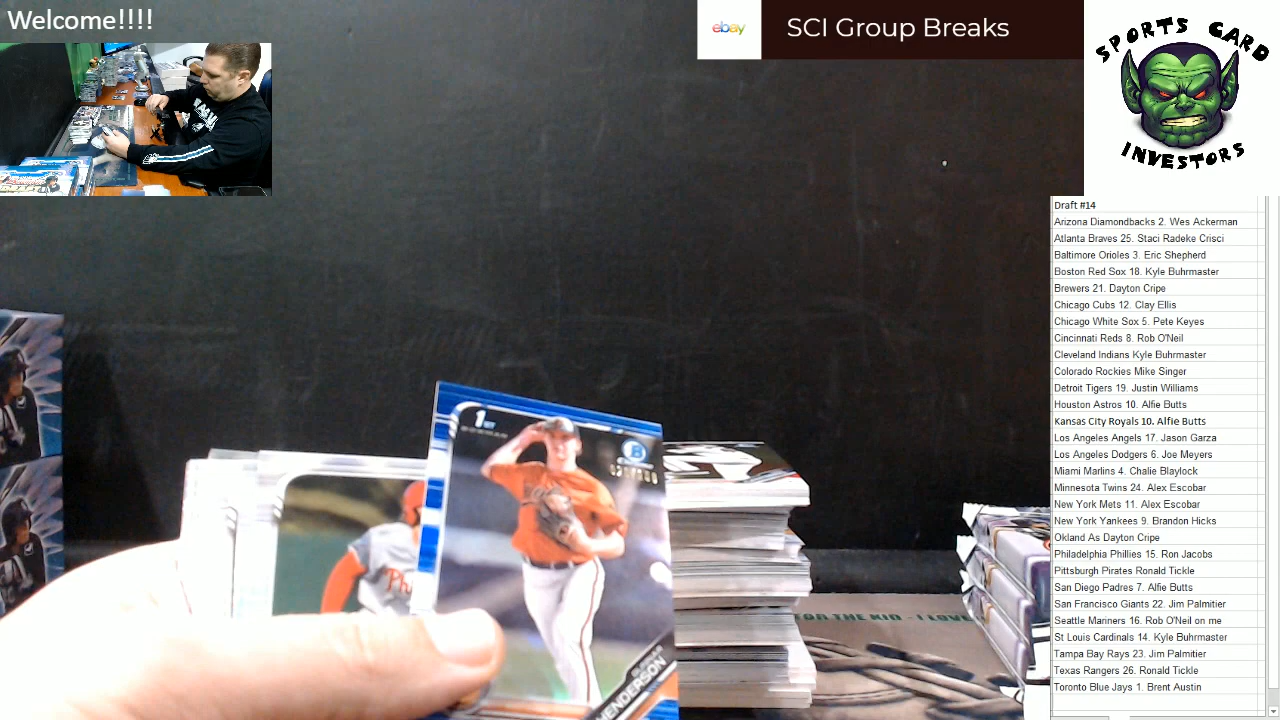 Welcome!!!!
ebay
SCI Group Breaks
SPORTS CARD
INVESTORS
Draft #14
Arizona Diamondbacks 2. Wes Ackerman
Atlanta Braves 25. Staci Radeke Crisci
Baltimore Orioles 3. Eric Shepherd
Boston Red Sox 18. Kyle Buhrmaster
Brewers 21. Dayton Cripe
Chicago Cubs 12. Clay Ellis
Chicago White Sox 5. Pete Keyes
Cincinnati Reds 8. Rob O'Neil
Cleveland Indians Kyle Buhrmaster
Colorado Rockies Mike Singer
Detroit Tigers 19. Justin Williams
Houston Astros 10. Alfie Butts
Kansas City Royals 10. Alfie Butts
Los Angeles Angels 17. Jason Garza
Los Angeles Dodgers 6. Joe Meyers
Miami Marlins 4. Chalie Blaylock
Minnesota Twins 24. Alex Escobar
New York Mets 11. Alex Escobar
New York Yankees 9. Brandon Hicks
Okland As Dayton Cripe
Philadelphia Phillies 15. Ron Jacobs
Pittsburgh Pirates Ronald Tickle
San Diego Padres 7. Alfie Butts
San Francisco Giants 22. Jim Palmitier
Seattle Mariners 16. Rob O'Neil on me
St Louis Cardinals 14. Kyle Buhrmaster
Tampa Bay Rays 23. Jim Palmitier
Texas Rangers 26. Ronald Tickle
Toronto Blue Jays 1. Brent Austin
1ST
BOWMAN
B
HENDERSON
FOR THE KID - I LOVE